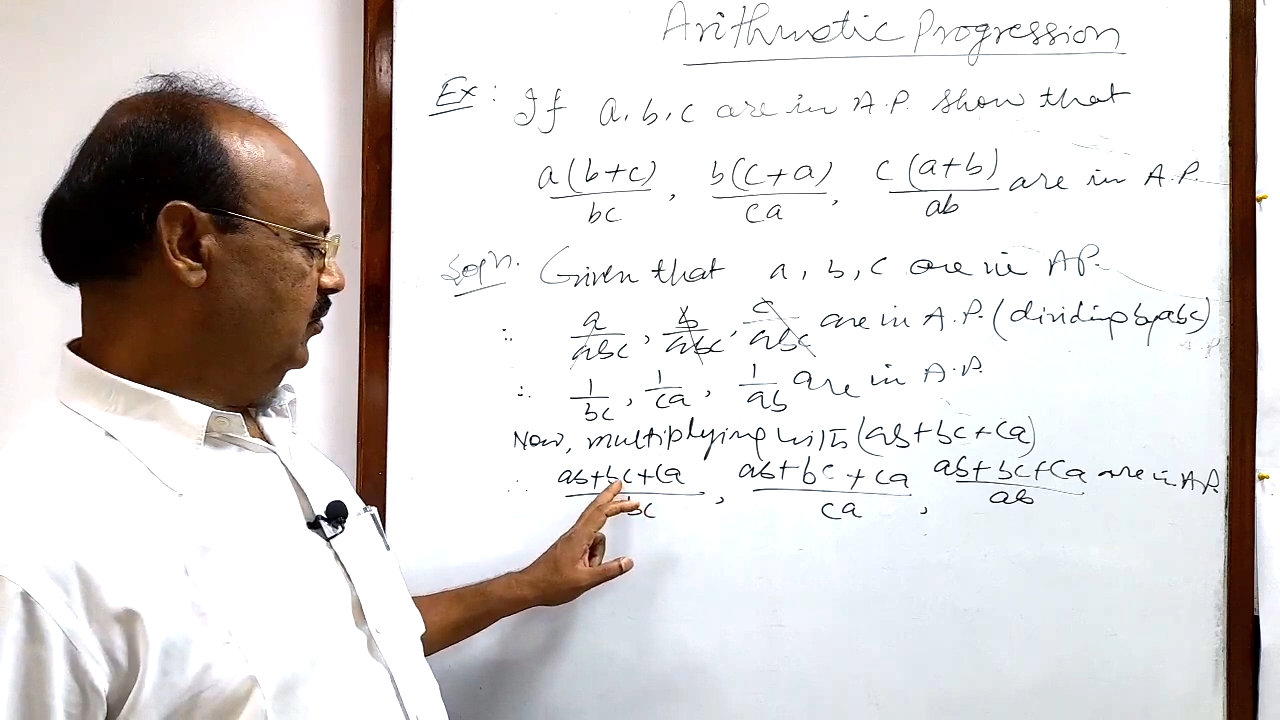 Arithmetic Progression
Ex: If a, b, c are in A.P. show that
a(b+c)/bc, b(c+a)/ca, c(a+b)/ab are in A.P.
Soln. Given that a, b, c are in AP.
∴ a/abc, b/abc, c/abc are in A.P. (dividing by abc)
∴ 1/bc, 1/ca, 1/ab are in A.P.
Now, multiplying with (ab+bc+ca)
∴ ab+bc+ca/bc, ab+bc+ca/ca, ab+bc+ca/ab are in A.P.